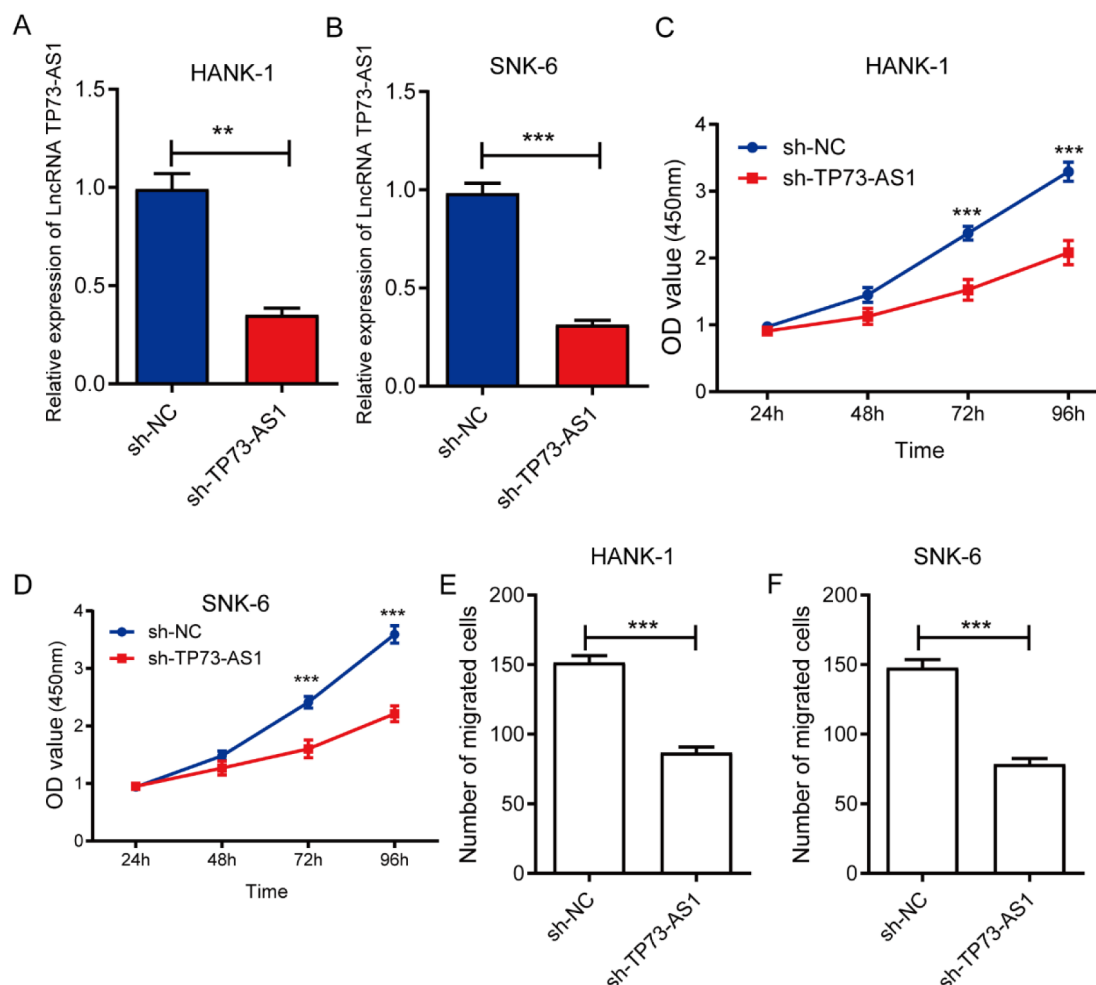 A
Relative expression of LncRNA TP73-AS1
HANK-1
1.5
1.0
0.5
0.0
**
sh-NC
sh-TP73-AS1
B
Relative expression of LncRNA TP73-AS1
SNK-6
1.5
1.0
0.5
0.0
***
sh-NC
sh-TP73-AS1
C
HANK-1
OD value (450nm)
4
3
2
1
0
sh-NC
sh-TP73-AS1
***
***
24h
48h
72h
96h
Time
D
SNK-6
OD value (450nm)
4
3
2
1
0
sh-NC
sh-TP73-AS1
***
***
24h
48h
72h
96h
Time
E
HANK-1
Number of migrated cells
200
150
100
50
0
***
sh-NC
sh-TP73-AS1
F
SNK-6
Number of migrated cells
200
150
100
50
0
***
sh-NC
sh-TP73-AS1